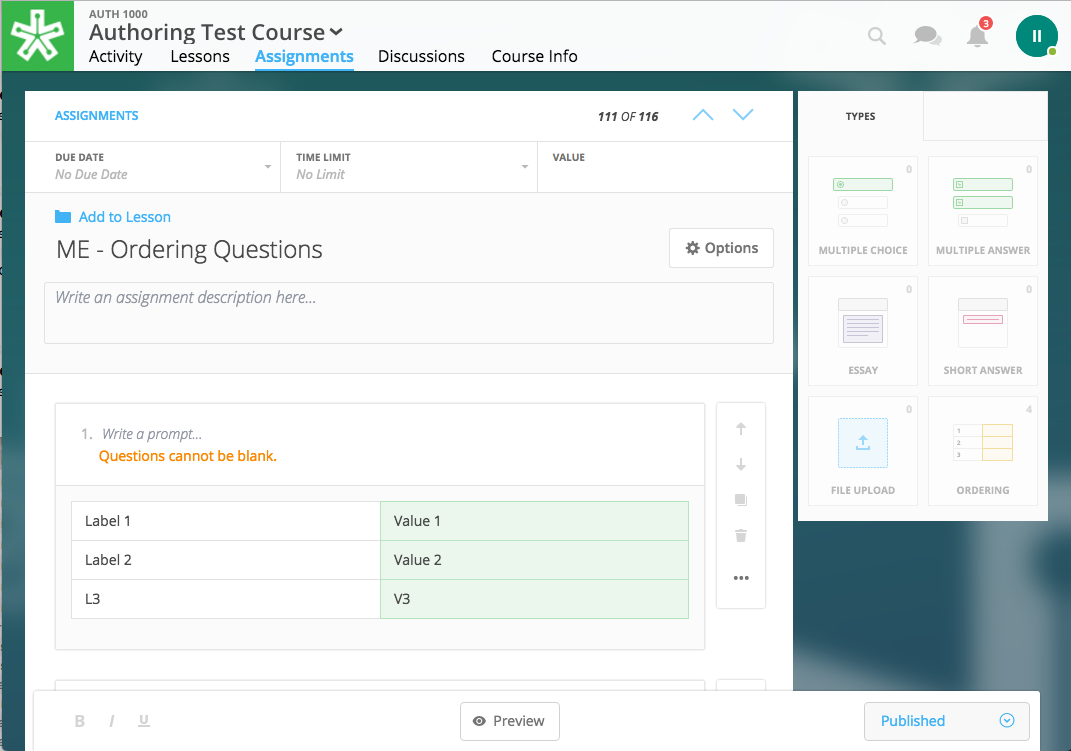 AUTH 1000
Authoring Test Course
Activity Lessons Assignments Discussions Course Info
3
II
ASSIGNMENTS
111 OF 116
DUE DATE
No Due Date
TIME LIMIT
No Limit
VALUE
Add to Lesson
ME - Ordering Questions
Options
Write an assignment description here...
1. Write a prompt...
Questions cannot be blank.
Label 1 Value 1
Label 2 Value 2
L3 V3
B I U
Preview
Published
TYPES
0
MULTIPLE CHOICE
0
MULTIPLE ANSWER
0
ESSAY
0
SHORT ANSWER
0
FILE UPLOAD
4
1
2
3
ORDERING